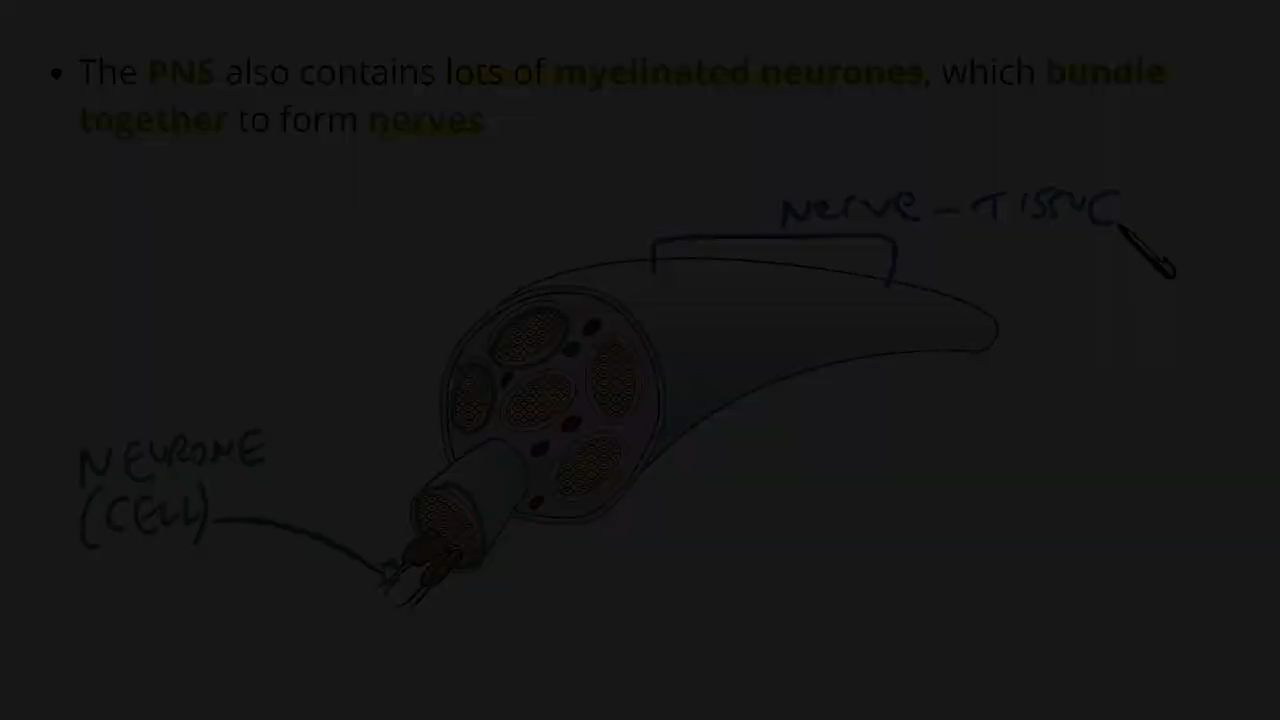 • The PNS also contains lots of myelinated neurones, which bundle
together to form nerves
Nerve - TISSUE
NEURONE
(CELL)